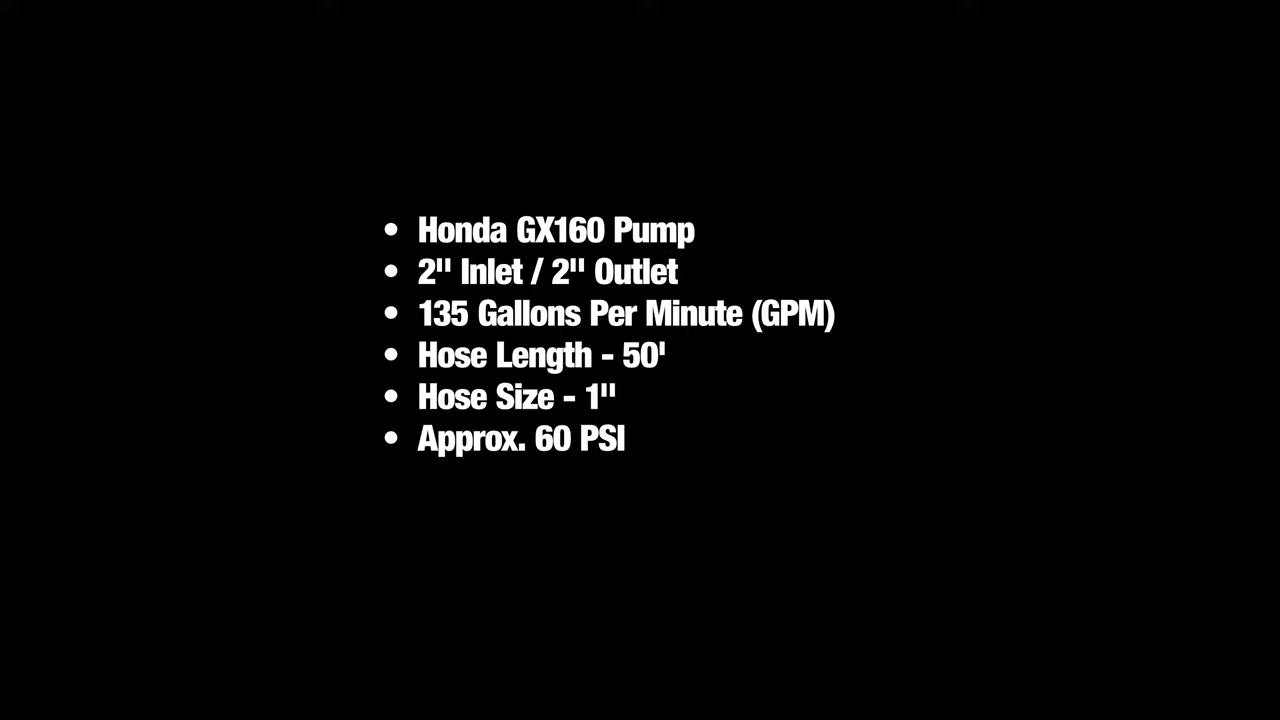 • Honda GX160 Pump
• 2" Inlet / 2" Outlet
• 135 Gallons Per Minute (GPM)
• Hose Length - 50'
• Hose Size - 1"
• Approx. 60 PSI